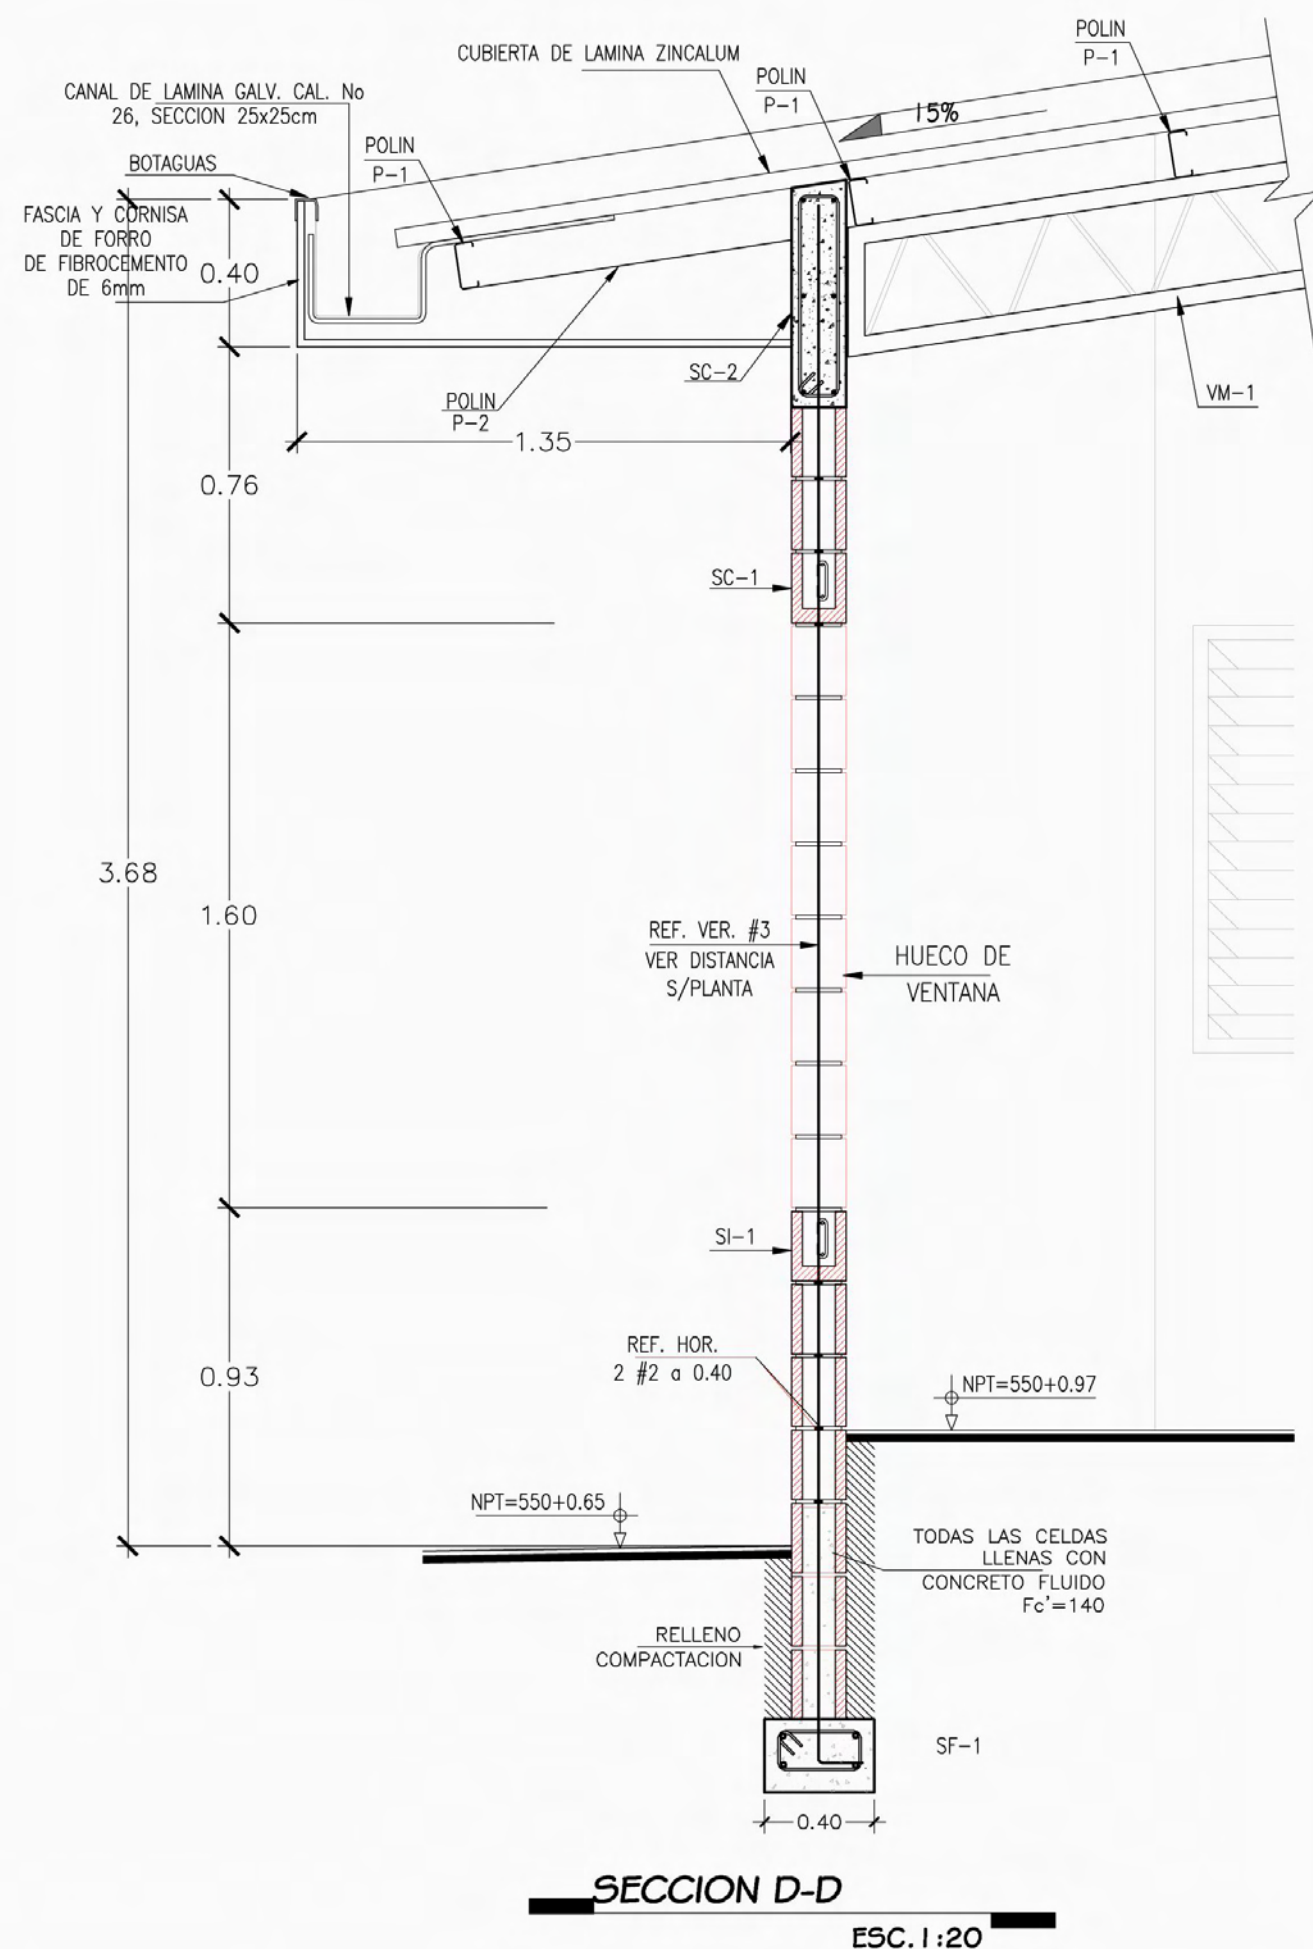 POLIN
P-1
CUBIERTA DE LAMINA ZINCALUM
POLIN
P-1
15%
CANAL DE LAMINA GALV. CAL. No
26, SECCION 25x25cm
POLIN
P-1
BOTAGUAS
FASCIA Y CORNISA
DE FORRO
DE FIBROCEMENTO
DE 6mm
0.40
SC-2
POLIN
P-2
VM-1
1.35
0.76
SC-1
3.68
1.60
REF. VER. #3
VER DISTANCIA
S/PLANTA
HUECO DE
VENTANA
SI-1
REF. HOR.
2 #2 a 0.40
0.93
NPT=550+0.97
NPT=550+0.65
TODAS LAS CELDAS
LLENAS CON
CONCRETO FLUIDO
Fc'=140
RELLENO
COMPACTACION
SF-1
0.40
SECCION D-D
ESC.1:20